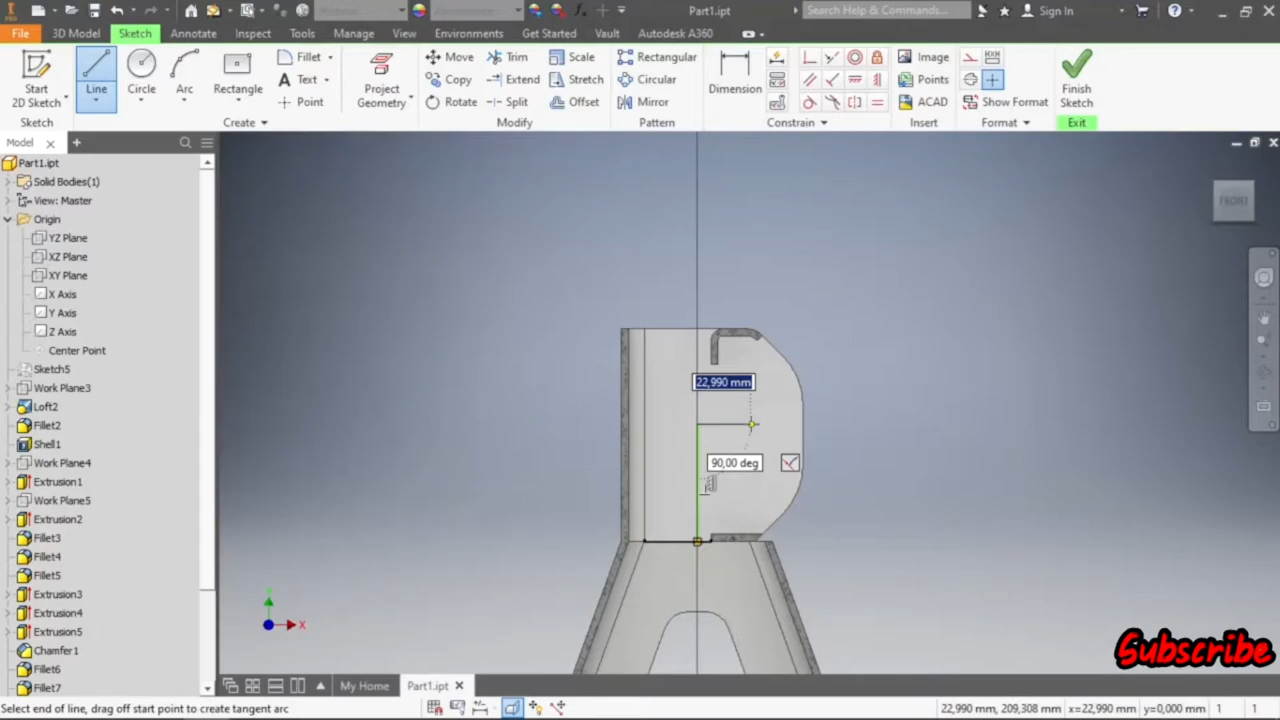 Part1.ipt
Search Help & Commands...
Sign In
File
3D Model
Sketch
Annotate
Inspect
Tools
Manage
View
Environments
Get Started
Vault
Autodesk A360
Start
2D Sketch
Line
Circle
Arc
Rectangle
Fillet
Text
Point
Project
Geometry
Move
Copy
Rotate
Trim
Extend
Split
Scale
Stretch
Offset
Rectangular
Circular
Mirror
Dimension
Image
Points
ACAD
Show Format
Finish
Sketch
Sketch
Create
Modify
Pattern
Constrain
Insert
Format
Exit
Model
Part1.ipt
Solid Bodies(1)
View: Master
Origin
YZ Plane
XZ Plane
XY Plane
X Axis
Y Axis
Z Axis
Center Point
Sketch5
Work Plane3
Loft2
Fillet2
Shell1
Work Plane4
Extrusion1
Work Plane5
Extrusion2
Fillet3
Fillet4
Fillet5
Extrusion3
Extrusion4
Extrusion5
Chamfer1
Fillet6
Fillet7
FRONT
22,990 mm
90,00 deg
X
Subscribe
My Home
Part1.ipt
Select end of line, drag off start point to create tangent arc
22,990 mm, 209,308 mm
x=22,990 mm
y=0,000 mm
1
1